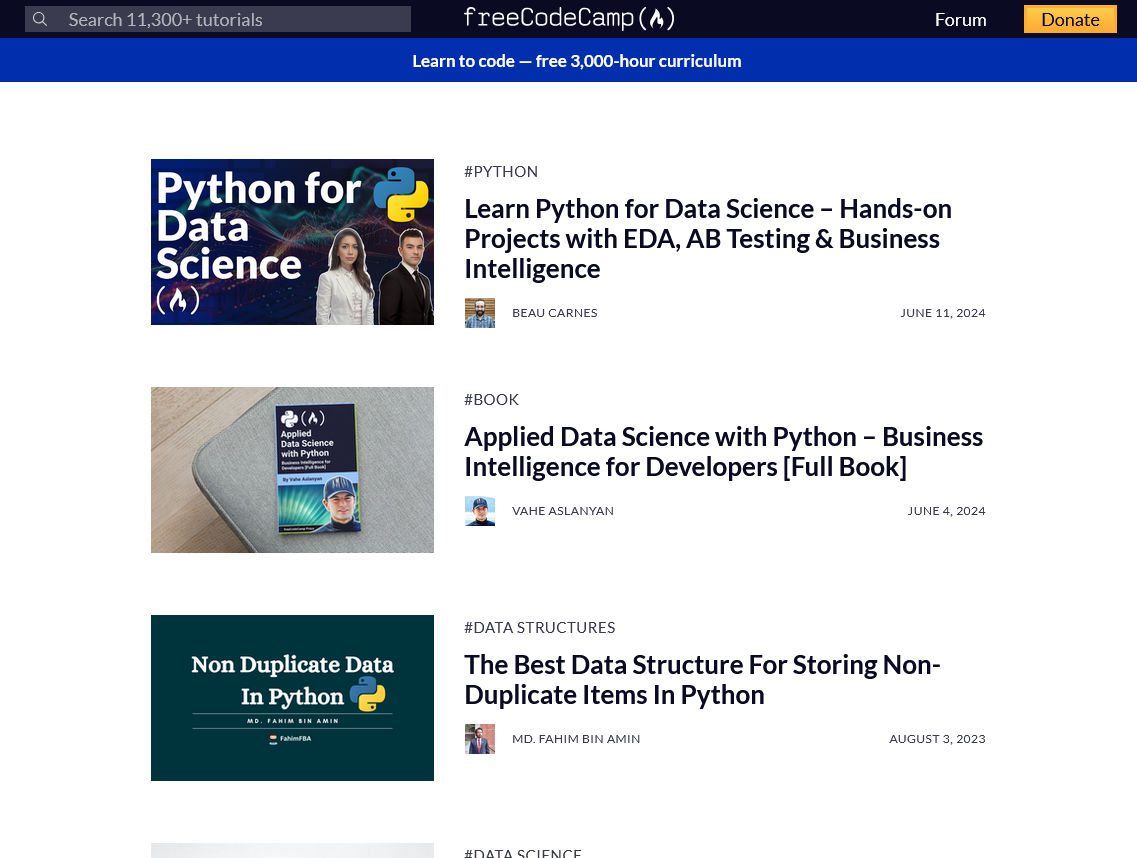 Search 11,300+ tutorials
freeCodeCamp(🔥)
Forum
Donate
Learn to code — free 3,000-hour curriculum
Python for
Data
Science
#PYTHON
Learn Python for Data Science – Hands-on
Projects with EDA, AB Testing & Business
Intelligence
BEAU CARNES
JUNE 11, 2024
Applied
Data Science
with Python
Business Intelligence for
Developers [Full Book]
By Vahe Aslanyan
#BOOK
Applied Data Science with Python – Business
Intelligence for Developers [Full Book]
VAHE ASLANYAN
JUNE 4, 2024
Non Duplicate Data
In Python
MD. FAHIM BIN AMIN
FahimFBA
#DATA STRUCTURES
The Best Data Structure For Storing Non-
Duplicate Items In Python
MD. FAHIM BIN AMIN
AUGUST 3, 2023
#DATA SCIENCE